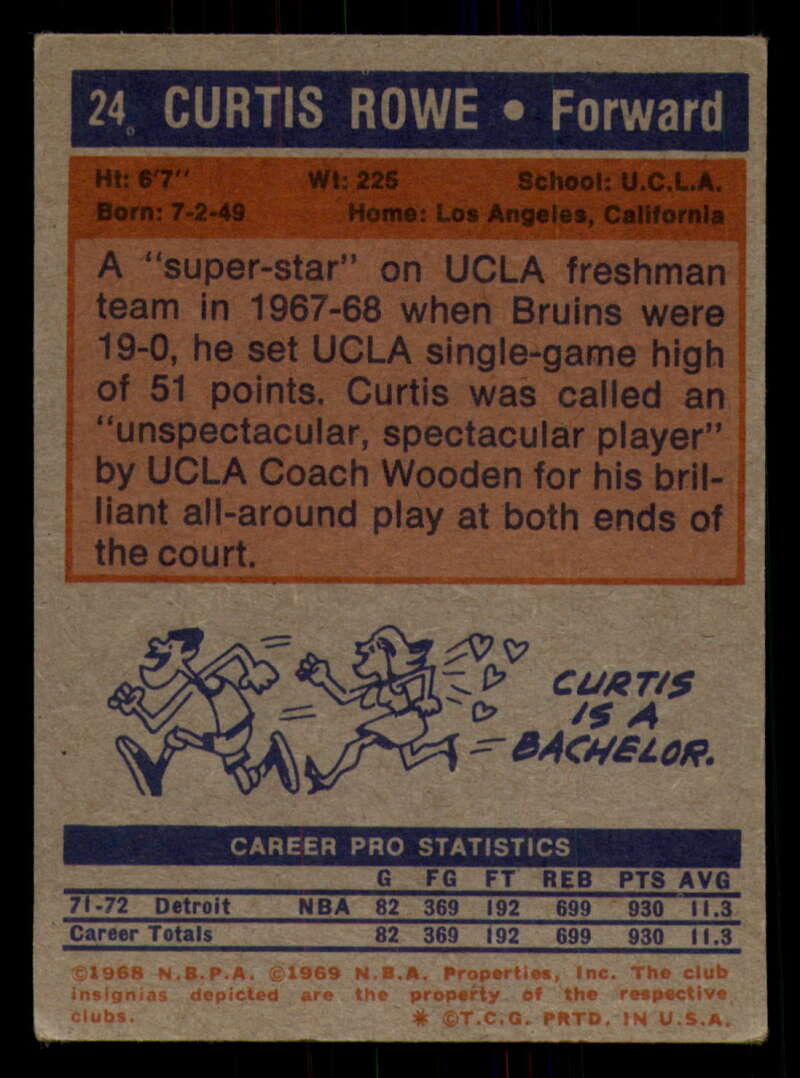 24 CURTIS ROWE • Forward
Ht: 6'7" Wt: 225 School: U.C.L.A.
Born: 7-2-49 Home: Los Angeles, California
A "super-star" on UCLA freshman
team in 1967-68 when Bruins were
19-0, he set UCLA single-game high
of 51 points. Curtis was called an
"unspectacular, spectacular player"
by UCLA Coach Wooden for his bril-
liant all-around play at both ends of
the court.
CURTIS
IS A
BACHELOR.
CAREER PRO STATISTICS
G FG FT REB PTS AVG
71-72 Detroit NBA 82 369 192 699 930 11.3
Career Totals 82 369 192 699 930 11.3
©1968 N.B.P.A. ©1969 N.B.A. Properties, Inc. The club
insignias depicted are the property of the respective
clubs. * ©T.C.G. PRTD. IN U.S.A.